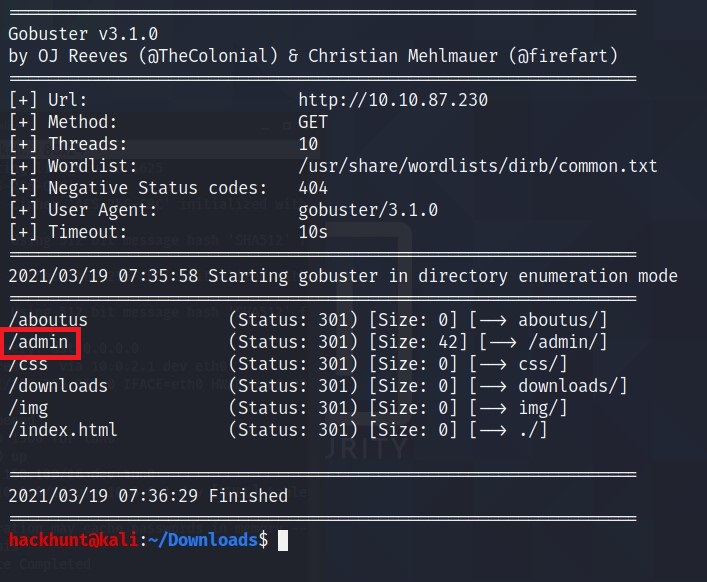 Gobuster v3.1.0
by OJ Reeves (@TheColonial) & Christian Mehlmauer (@firefart)
[+] Url: http://10.10.87.230
[+] Method: GET
[+] Threads: 10
[+] Wordlist: /usr/share/wordlists/dirb/common.txt
[+] Negative Status codes: 404
[+] User Agent: gobuster/3.1.0
[+] Timeout: 10s
2021/03/19 07:35:58 Starting gobuster in directory enumeration mode
/aboutus (Status: 301) [Size: 0] [--> aboutus/]
/admin (Status: 301) [Size: 42] [--> /admin/]
/css (Status: 301) [Size: 0] [--> css/]
/downloads (Status: 301) [Size: 0] [--> downloads/]
/img (Status: 301) [Size: 0] [--> img/]
/index.html (Status: 301) [Size: 0] [--> ./]
2021/03/19 07:36:29 Finished
hackhunt@kali:~/Downloads$